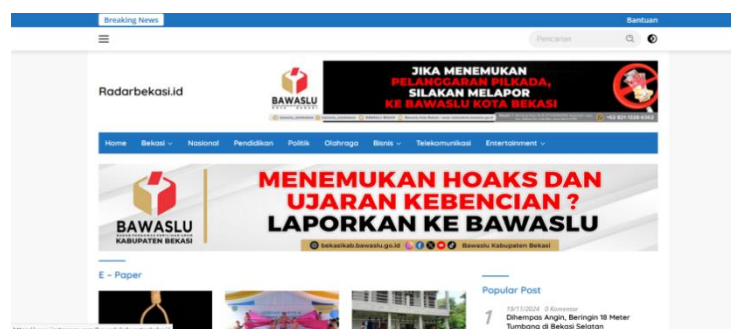 Breaking News
Bantuan
Pencarian
Radarbekasi.id
BAWASLU
JIKA MENEMUKAN
PELANGGARAN PILKADA,
SILAKAN MELAPOR
KE BAWASLU KOTA BEKASI
Home Bekasi Nasional Pendidikan Politik Olahraga Bisnis Telekomunikasi Entertainment
BAWASLU
KABUPATEN BEKASI
MENEMUKAN HOAKS DAN
UJARAN KEBENCIAN ?
LAPORKAN KE BAWASLU
bekasikab.bawaslu.go.id Bawaslu Kabupaten Bekasi
E - Paper
Popular Post
1
19/11/2024 0 Komentar
Dihempas Angin, Beringin 18 Meter
Tumbang di Bekasi Selatan